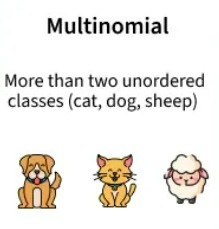 Multinomial
More than two unordered
classes (cat, dog, sheep)